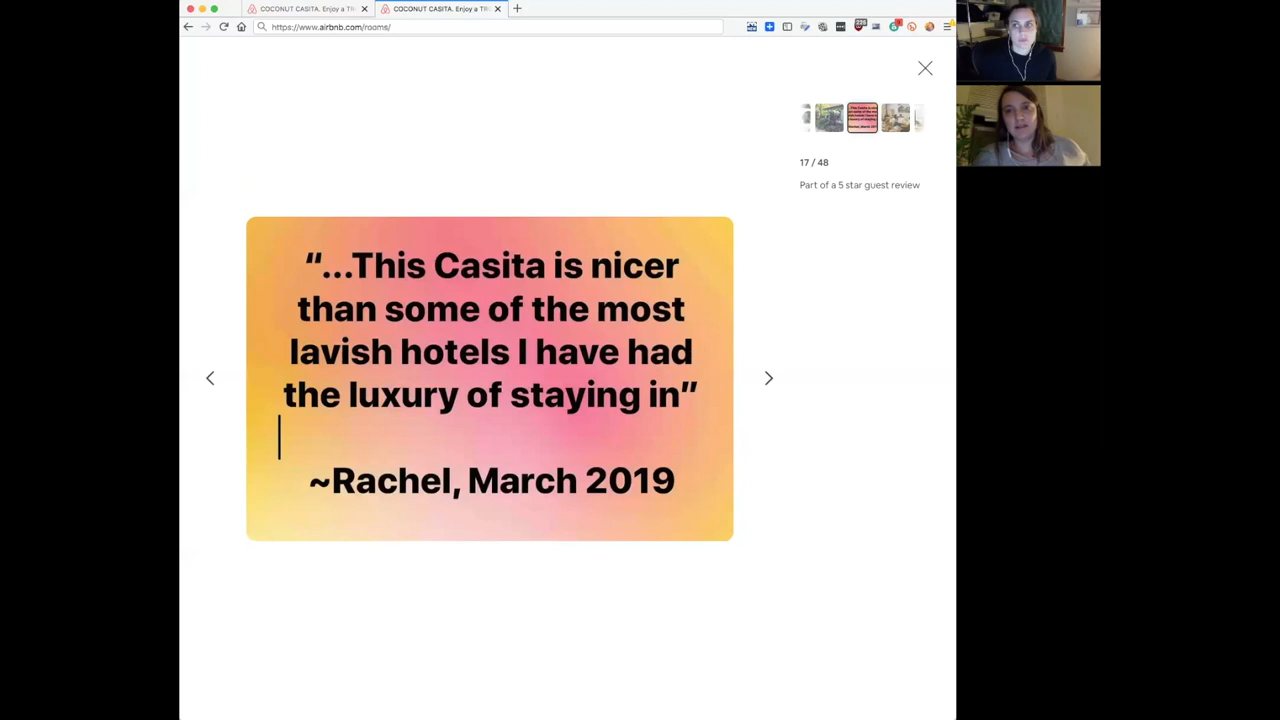 COCONUT CASITA. Enjoy a TR
COCONUT CASITA. Enjoy a TR
https://www.airbnb.com/rooms/
225
17 / 48
Part of a 5 star guest review
“...This Casita is nicer
than some of the most
lavish hotels I have had
the luxury of staying in”
~Rachel, March 2019